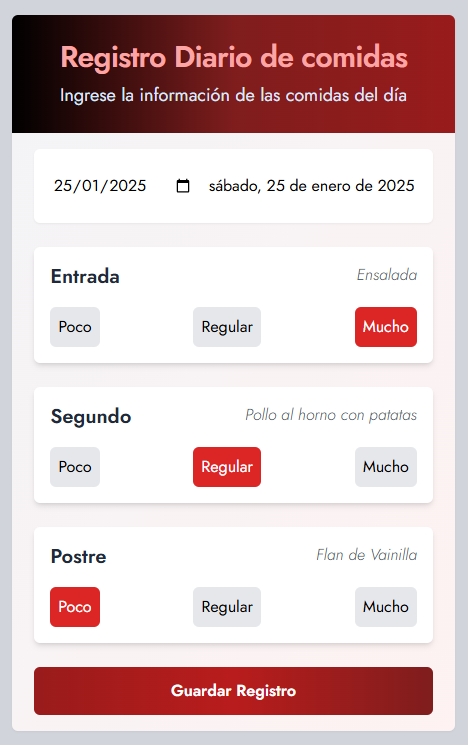 Registro Diario de comidas
Ingrese la información de las comidas del día
25/01/2025 sábado, 25 de enero de 2025
Entrada Ensalada
Poco Regular Mucho
Segundo Pollo al horno con patatas
Poco Regular Mucho
Postre Flan de Vainilla
Poco Regular Mucho
Guardar Registro